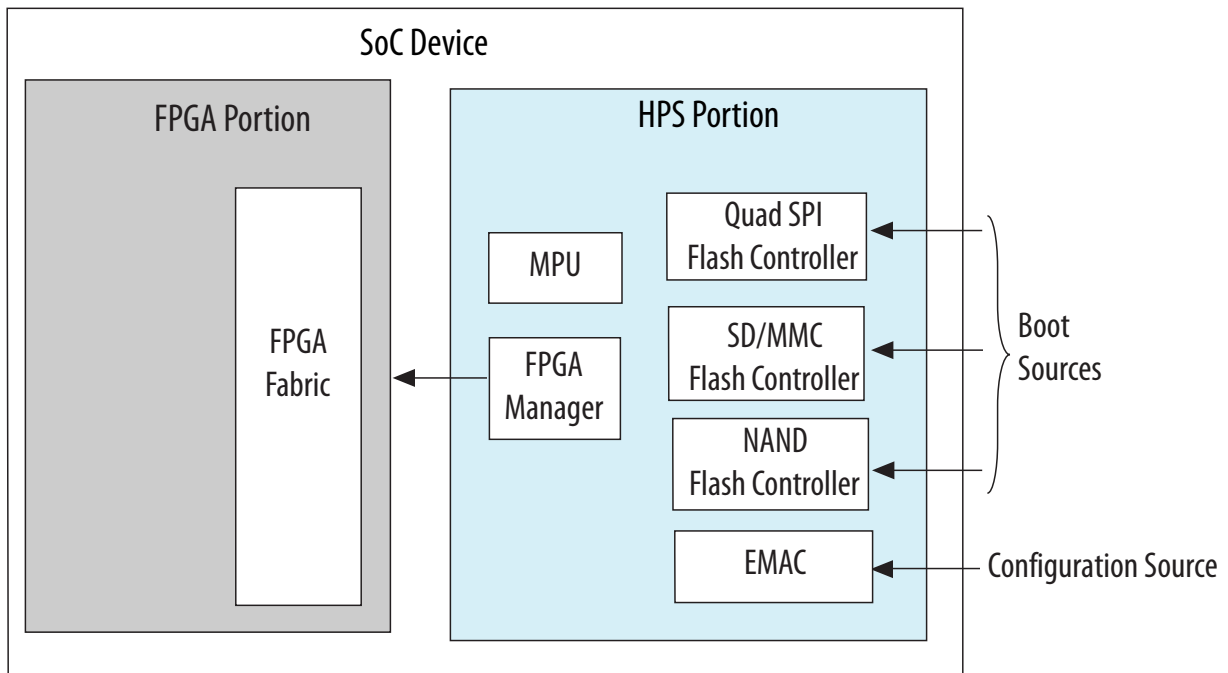 SoC Device
FPGA Portion
FPGA
Fabric
HPS Portion
MPU
FPGA
Manager
Quad SPI
Flash Controller
SD/MMC
Flash Controller
NAND
Flash Controller
EMAC
Boot
Sources
Configuration Source